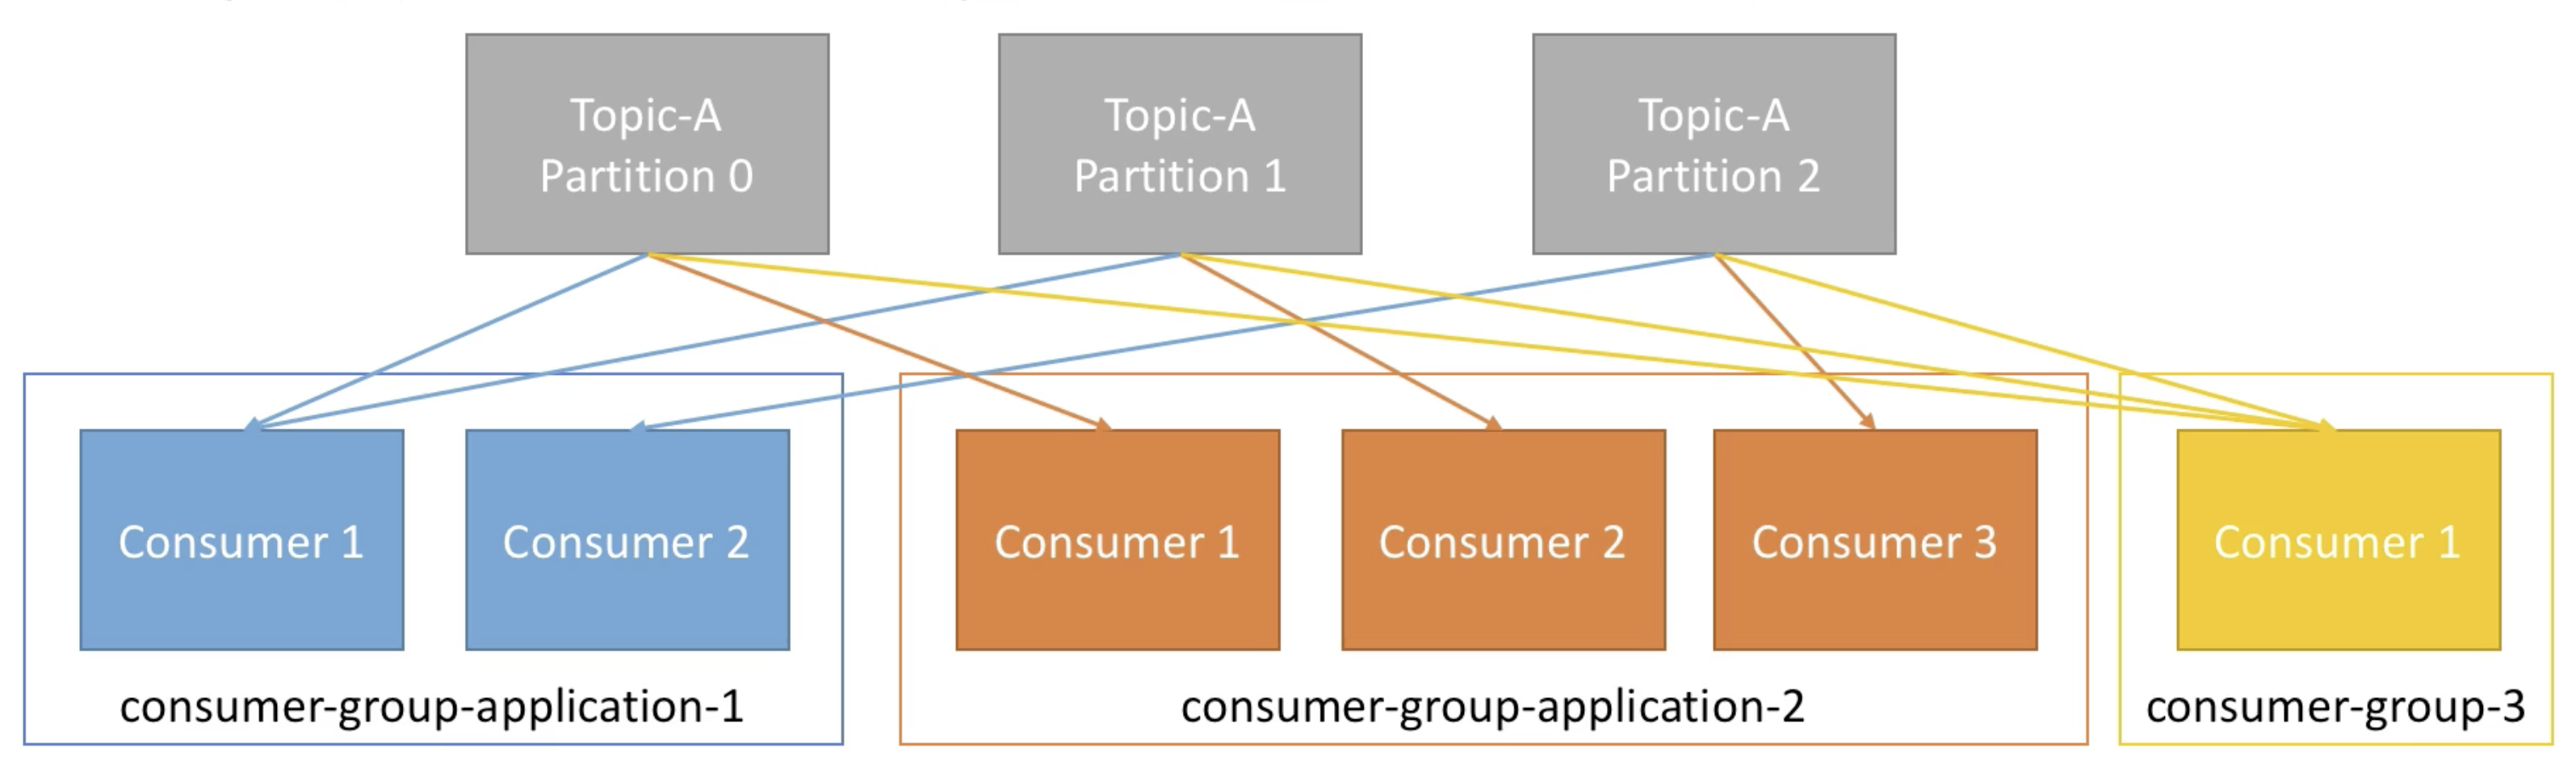 Topic-A
Partition 0
Topic-A
Partition 1
Topic-A
Partition 2
Consumer 1
Consumer 2
consumer-group-application-1
Consumer 1
Consumer 2
Consumer 3
consumer-group-application-2
Consumer 1
consumer-group-3